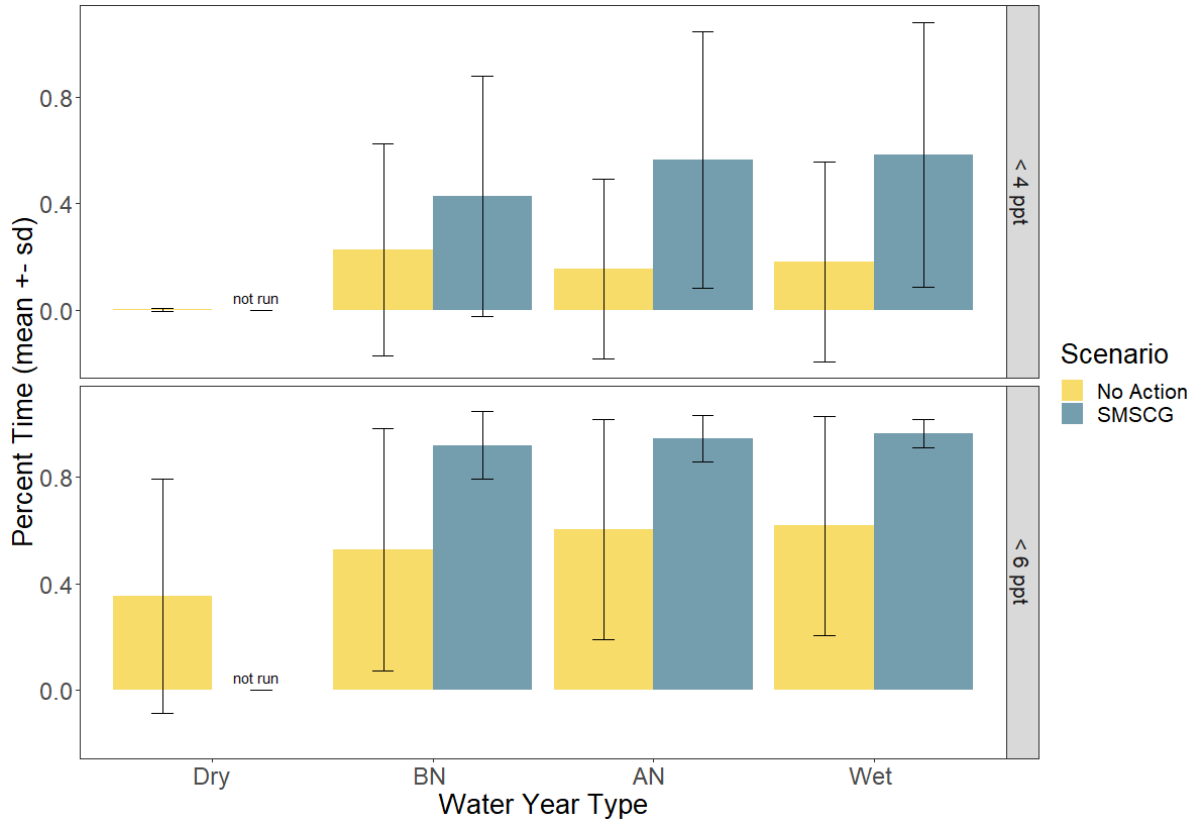 Percent Time (mean +- sd)
0.8
0.4
0.0
not run
< 4 ppt
0.8
0.4
0.0
not run
< 6 ppt
Dry BN AN Wet
Water Year Type
Scenario
No Action
SMSCG